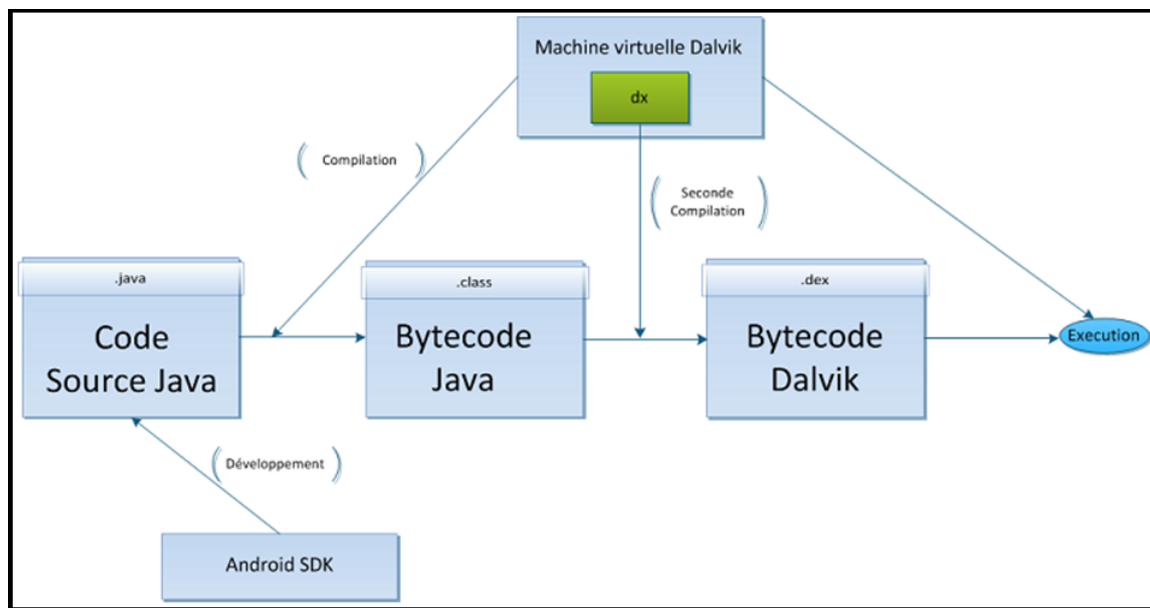 Machine virtuelle Dalvik
dx
Compilation
Seconde
Compilation
.java
Code
Source Java
.class
Bytecode
Java
.dex
Bytecode
Dalvik
Execution
Développement
Android SDK